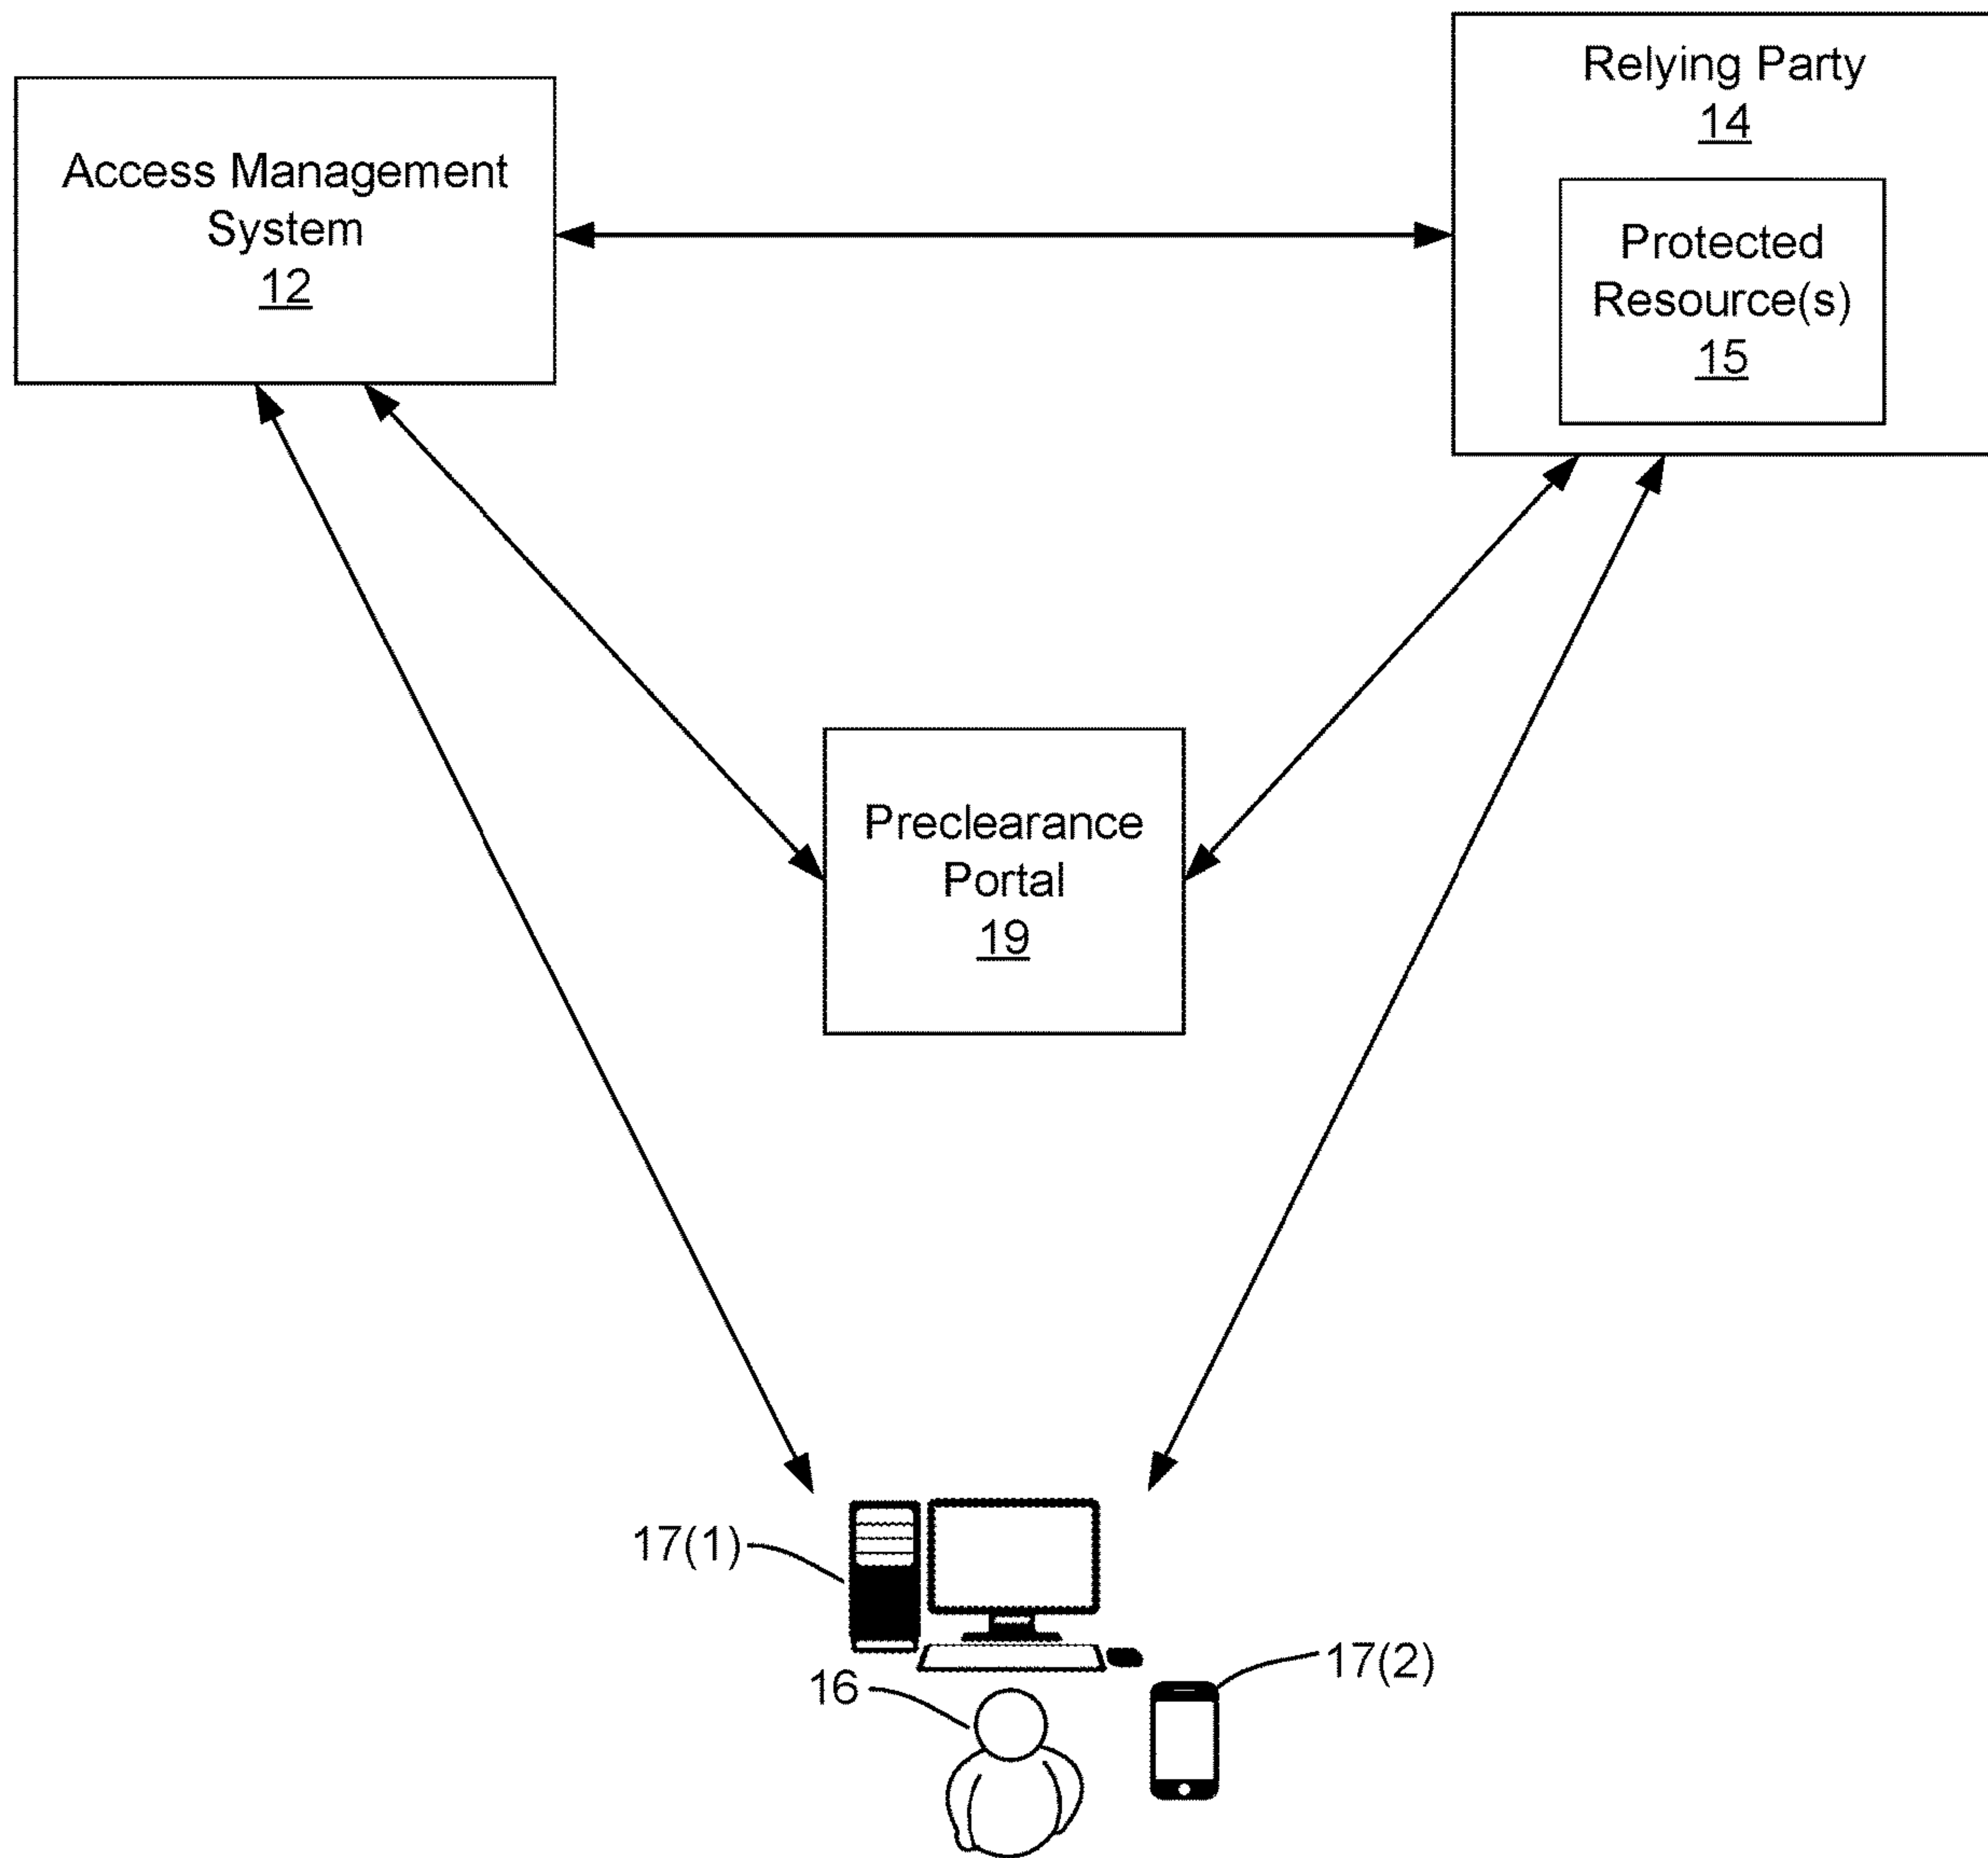 Access Management
System
12
Relying Party
14
Protected
Resource(s)
15
Preclearance
Portal
19
17(1)
16
17(2)